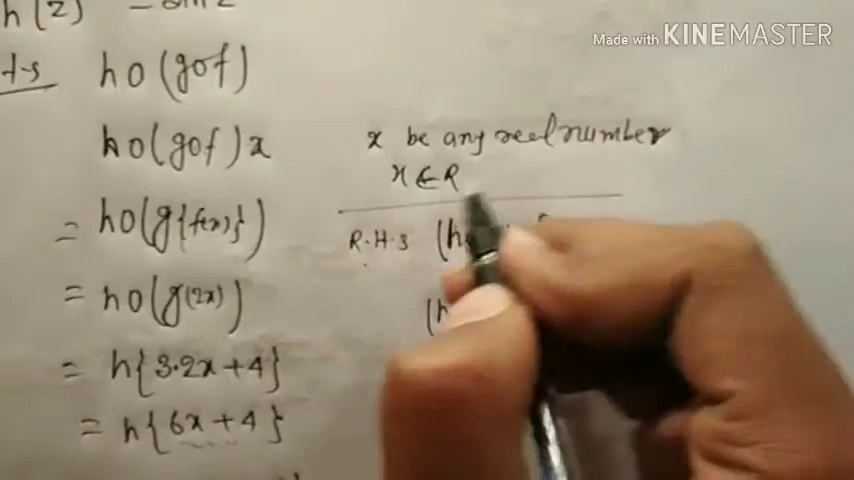 h(z) = sin z
ho(gof)
ho(gof)x
= ho(g{f(x)})
= ho(g(2x))
= h{3.2x+4}
= h{6x+4}
x be any real number
x ∈ R
R.H.S (h
(h
Made with KINEMASTER